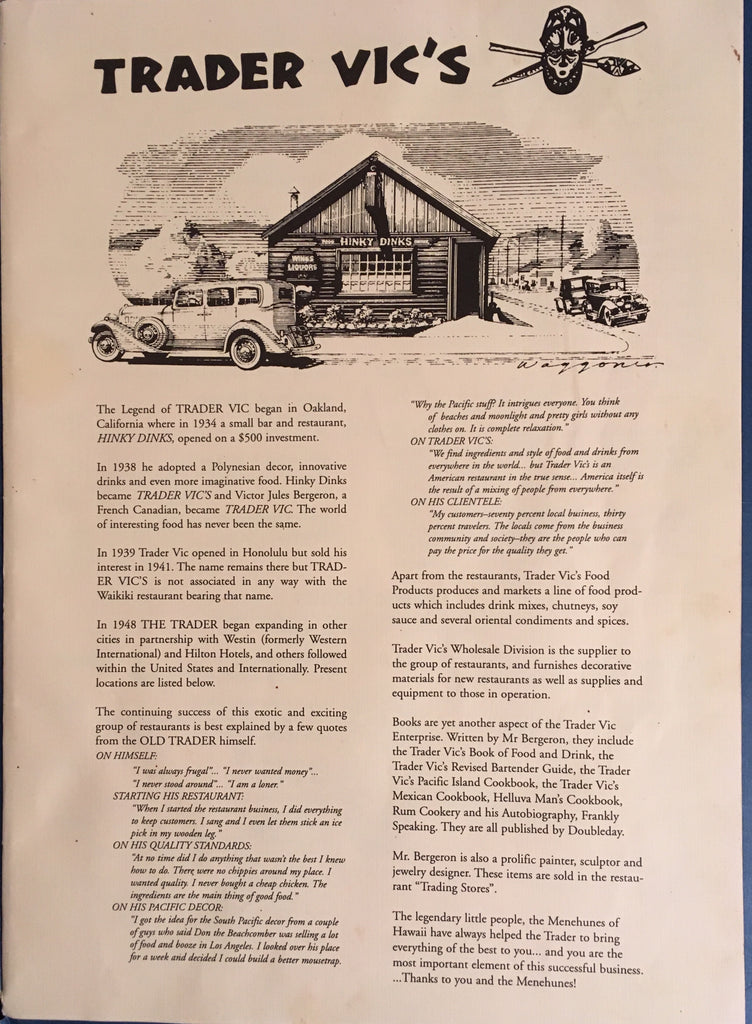 TRADER VIC'S
FOOD HINKY DINKS
WINES
LIQUORS
Waggoner
The Legend of TRADER VIC began in Oakland,
California where in 1934 a small bar and restaurant,
HINKY DINKS, opened on a $500 investment.
In 1938 he adopted a Polynesian decor, innovative
drinks and even more imaginative food. Hinky Dinks
became TRADER VIC'S and Victor Jules Bergeron, a
French Canadian, became TRADER VIC. The world
of interesting food has never been the same.
In 1939 Trader Vic opened in Honolulu but sold his
interest in 1941. The name remains there but TRAD-
ER VIC'S is not associated in any way with the
Waikiki restaurant bearing that name.
In 1948 THE TRADER began expanding in other
cities in partnership with Westin (formerly Western
International) and Hilton Hotels, and others followed
within the United States and Internationally. Present
locations are listed below.
The continuing success of this exotic and exciting
group of restaurants is best explained by a few quotes
from the OLD TRADER himself.
ON HIMSELF:
"I was always frugal"... "I never wanted money"...
"I never stood around"... "I am a loner."
STARTING HIS RESTAURANT:
"When I started the restaurant business, I did everything
to keep customers. I sang and I even let them stick an ice
pick in my wooden leg."
ON HIS QUALITY STANDARDS:
"At no time did I do anything that wasn't the best I knew
how to do. There were no chippies around my place. I
wanted quality. I never bought a cheap chicken. The
ingredients are the main thing of good food."
ON HIS PACIFIC DECOR:
"I got the idea for the South Pacific decor from a couple
of guys who said Don the Beachcomber was selling a lot
of food and booze in Los Angeles. I looked over his place
for a week and decided I could build a better mousetrap.
"Why the Pacific stuff? It intrigues everyone. You think
of beaches and moonlight and pretty girls without any
clothes on. It is complete relaxation."
ON TRADER VIC'S:
"We find ingredients and style of food and drinks from
everywhere in the world... but Trader Vic's is an
American restaurant in the true sense... America itself is
the result of a mixing of people from everywhere."
ON HIS CLIENTELE:
"My customers–seventy percent local business, thirty
percent travelers. The locals come from the business
community and society–they are the people who can
pay the price for the quality they get."
Apart from the restaurants, Trader Vic's Food
Products produces and markets a line of food prod-
ucts which includes drink mixes, chutneys, soy
sauce and several oriental condiments and spices.
Trader Vic's Wholesale Division is the supplier to
the group of restaurants, and furnishes decorative
materials for new restaurants as well as supplies and
equipment to those in operation.
Books are yet another aspect of the Trader Vic
Enterprise. Written by Mr Bergeron, they include
the Trader Vic's Book of Food and Drink, the
Trader Vic's Revised Bartender Guide, the Trader
Vic's Pacific Island Cookbook, the Trader Vic's
Mexican Cookbook, Helluva Man's Cookbook,
Rum Cookery and his Autobiography, Frankly
Speaking. They are all published by Doubleday.
Mr. Bergeron is also a prolific painter, sculptor and
jewelry designer. These items are sold in the restau-
rant "Trading Stores".
The legendary little people, the Menehunes of
Hawaii have always helped the Trader to bring
everything of the best to you... and you are the
most important element of this successful business.
...Thanks to you and the Menehunes!